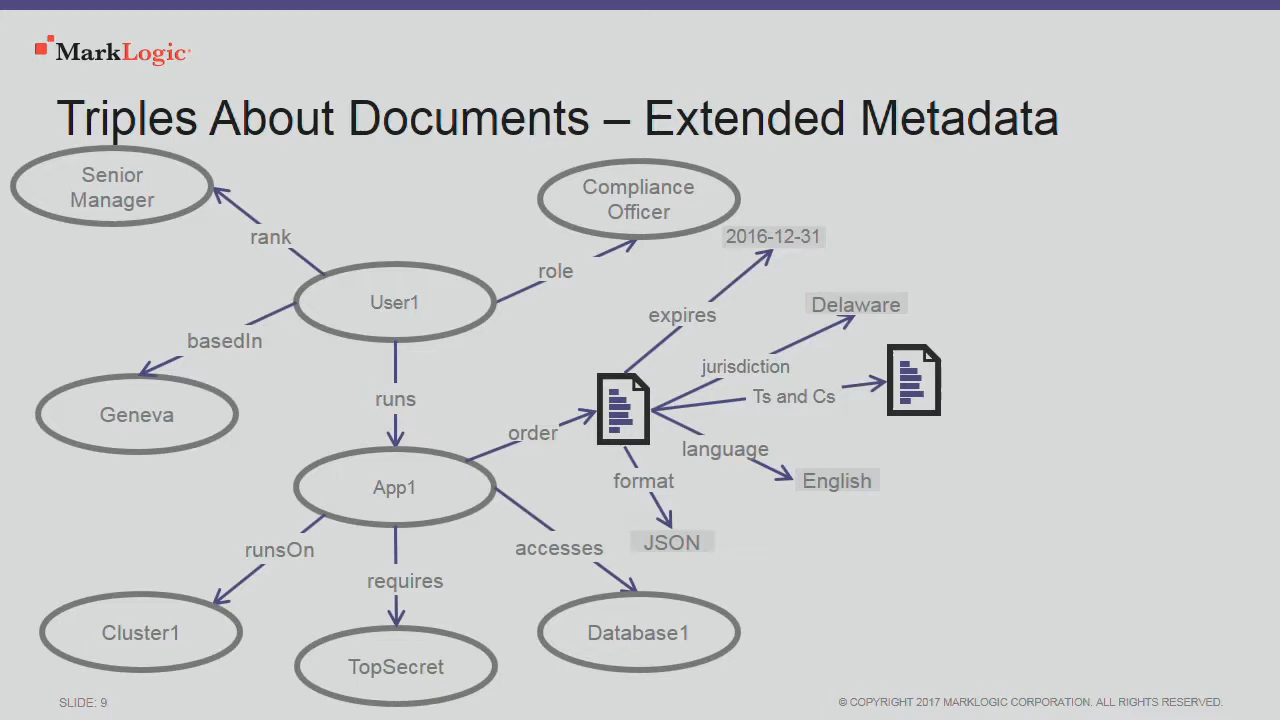 MarkLogic
Triples About Documents – Extended Metadata
Senior
Manager
Compliance
Officer
2016-12-31
rank
role
User1
Delaware
expires
basedIn
jurisdiction
Ts and Cs
runs
Geneva
order
language
format
English
App1
JSON
runsOn
accesses
requires
Cluster1
Database1
TopSecret
SLIDE: 9
© COPYRIGHT 2017 MARKLOGIC CORPORATION. ALL RIGHTS RESERVED.